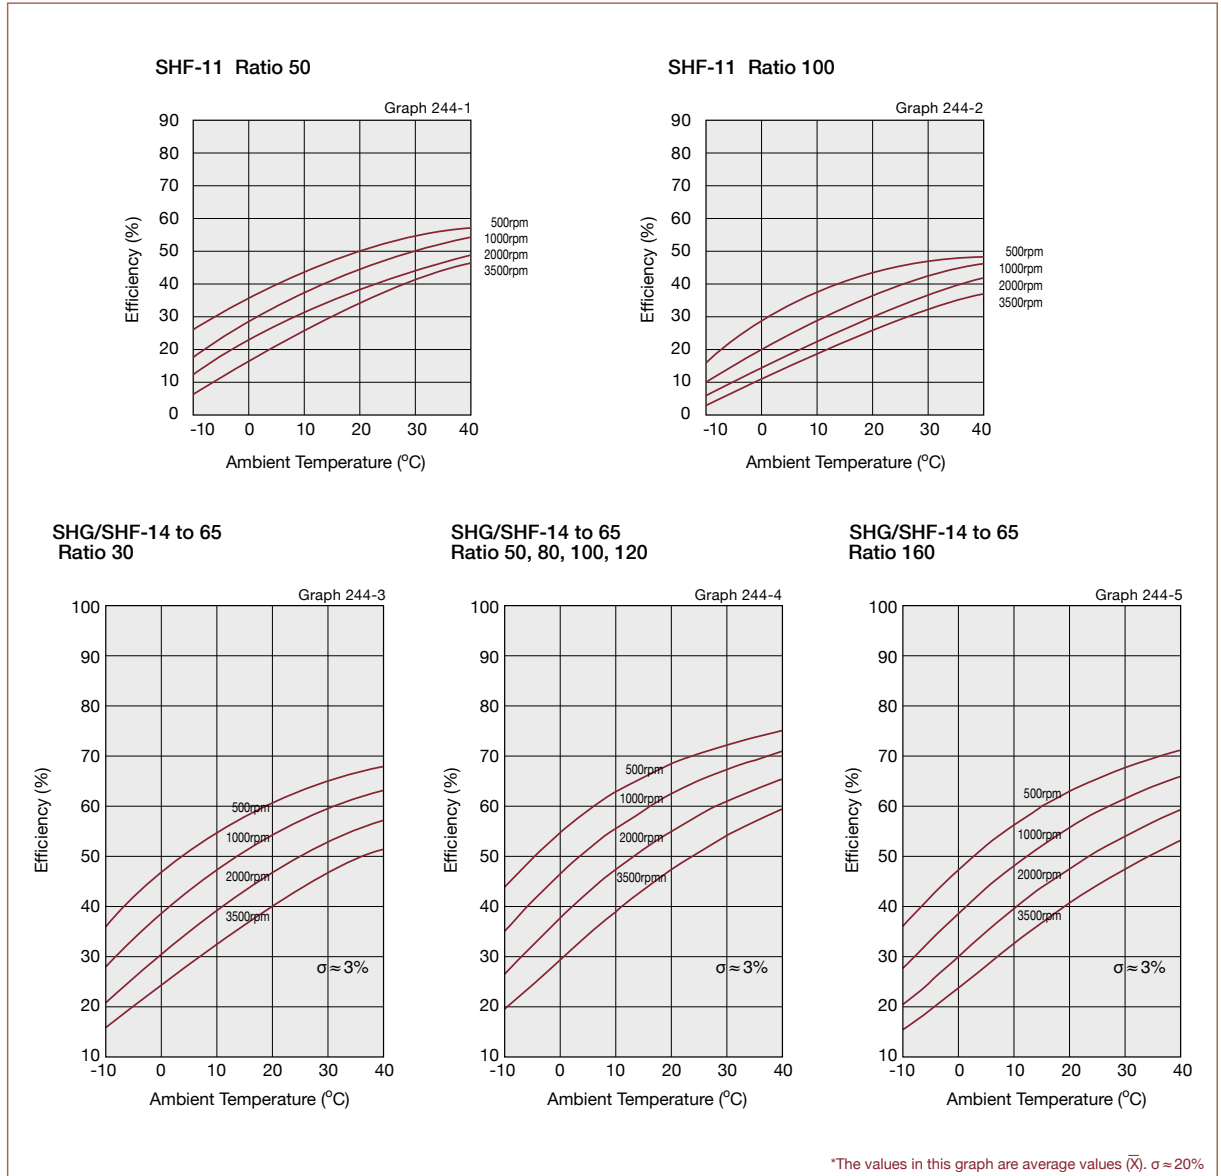 SHF-11 Ratio 50
Graph 244-1
90
80
70
60
50
40
30
20
10
0
Efficiency (%)
500rpm
1000rpm
2000rpm
3500rpm
-10 0 10 20 30 40
Ambient Temperature (°C)
SHF-11 Ratio 100
Graph 244-2
90
80
70
60
50
40
30
20
10
0
Efficiency (%)
500rpm
1000rpm
2000rpm
3500rpm
-10 0 10 20 30 40
Ambient Temperature (°C)
SHG/SHF-14 to 65
Ratio 30
Graph 244-3
100
90
80
70
60
50
40
30
20
10
Efficiency (%)
500rpm
1000rpm
2000rpm
3500rpm
σ≈3%
-10 0 10 20 30 40
Ambient Temperature (°C)
SHG/SHF-14 to 65
Ratio 50, 80, 100, 120
Graph 244-4
100
90
80
70
60
50
40
30
20
10
Efficiency (%)
500rpm
1000rpm
2000rpm
3500rpmn
σ≈3%
-10 0 10 20 30 40
Ambient Temperature (°C)
SHG/SHF-14 to 65
Ratio 160
Graph 244-5
100
90
80
70
60
50
40
30
20
10
Efficiency (%)
500rpm
1000rpm
2000rpm
3500rpm
σ≈3%
-10 0 10 20 30 40
Ambient Temperature (°C)
*The values in this graph are average values (X̅). σ≈20%